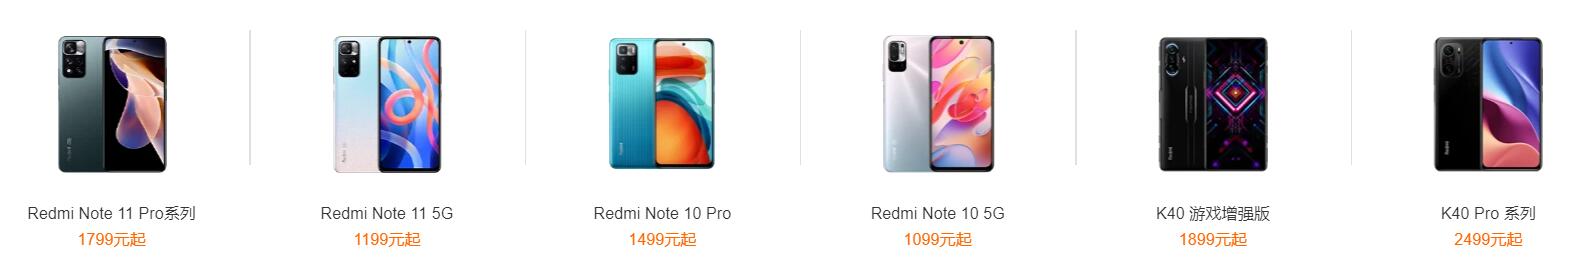 Redmi Note 11 Pro系列
1799元起
Redmi Note 11 5G
1199元起
Redmi Note 10 Pro
1499元起
Redmi Note 10 5G
1099元起
K40 游戏增强版
1899元起
K40 Pro 系列
2499元起